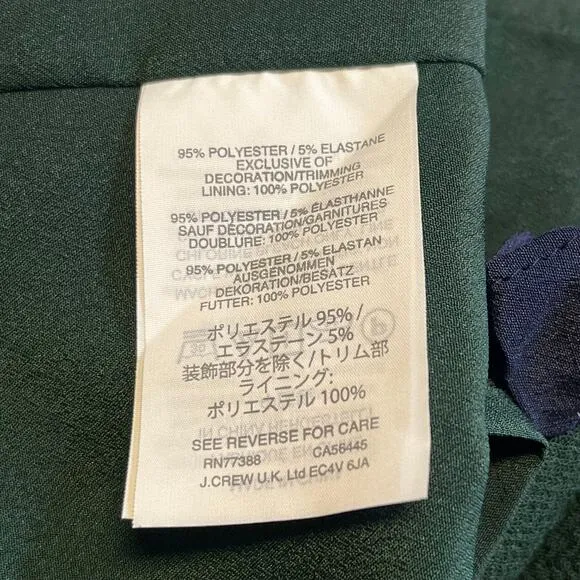 95% POLYESTER / 5% ELASTANE
EXCLUSIVE OF
DECORATION/TRIMMING
LINING: 100% POLYESTER
95% POLYESTER / 5% ÉLASTHANNE
SAUF DÉCORATION/GARNITURES
DOUBLURE: 100% POLYESTER
95% POLYESTER / 5% ELASTAN
AUSGENOMMEN
DEKORATION/BESATZ
FUTTER: 100% POLYESTER
ポリエステル 95% /
エラステーン 5%
装飾部分を除く/トリム部
ライニング:
ポリエステル 100%
SEE REVERSE FOR CARE
RN77388 CA56445
J.CREW U.K. Ltd EC4V 6JA